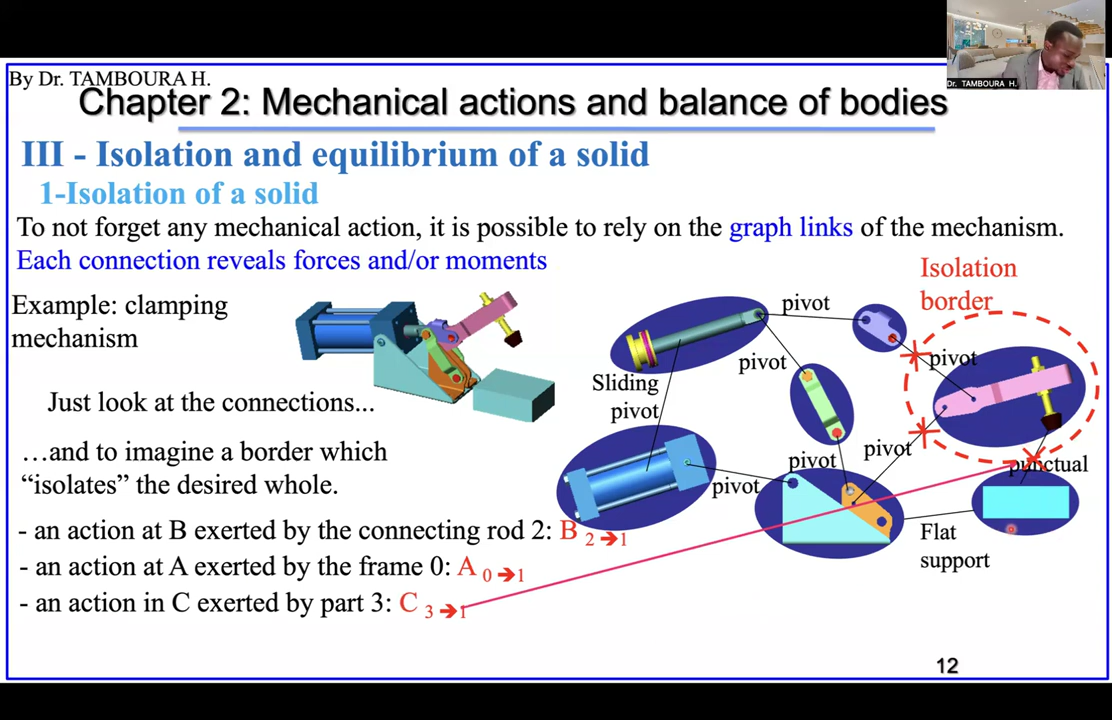 By Dr. TAMBOURA H.
Dr. TAMBOURA H.
Chapter 2: Mechanical actions and balance of bodies
III - Isolation and equilibrium of a solid
1-Isolation of a solid
To not forget any mechanical action, it is possible to rely on the graph links of the mechanism.
Each connection reveals forces and/or moments
Example: clamping
mechanism
Just look at the connections...
…and to imagine a border which
“isolates” the desired whole.
- an action at B exerted by the connecting rod 2: B 2 ➔1
- an action at A exerted by the frame 0: A 0 ➔1
- an action in C exerted by part 3: C 3 ➔1
Isolation
border
pivot
pivot
pivot
Sliding
pivot
pivot
pivot
pivot
punctual
Flat
support
12